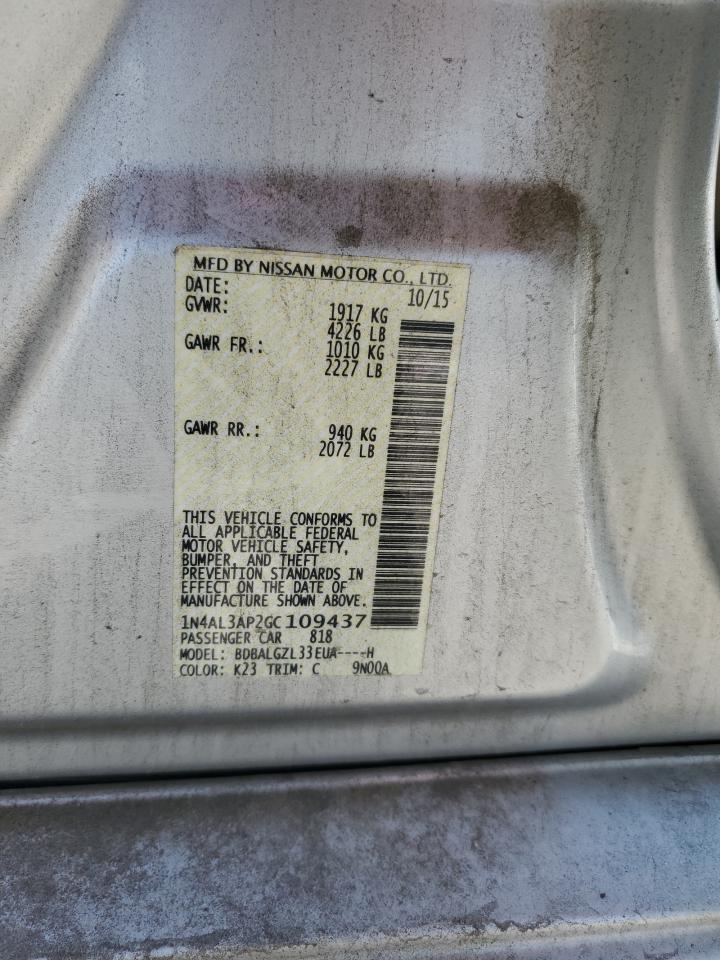 MFD BY NISSAN MOTOR CO., LTD.
DATE: 10/15
GVWR: 1917 KG
4226 LB
GAWR FR.: 1010 KG
2227 LB
GAWR RR.: 940 KG
2072 LB
THIS VEHICLE CONFORMS TO
ALL APPLICABLE FEDERAL
MOTOR VEHICLE SAFETY,
BUMPER, AND THEFT
PREVENTION STANDARDS IN
EFFECT ON THE DATE OF
MANUFACTURE SHOWN ABOVE.
1N4AL3AP2GC109437
PASSENGER CAR 818
MODEL: BDBALGZL33EUA----H
COLOR: K23 TRIM: C 9N00A